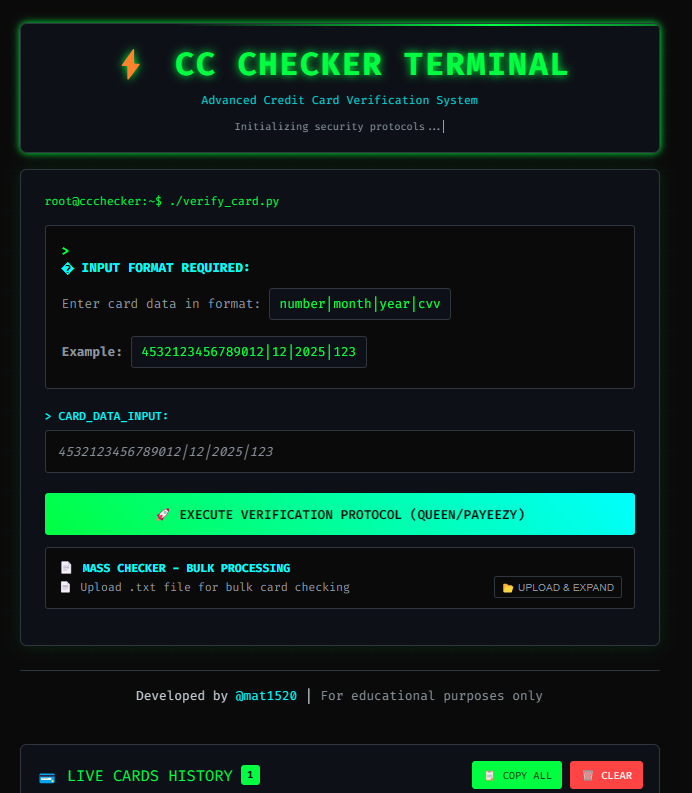 ⚡ CC CHECKER TERMINAL
Advanced Credit Card Verification System
Initializing security protocols...|
root@ccchecker:~$ ./verify_card.py
>
� INPUT FORMAT REQUIRED:
Enter card data in format: number|month|year|cvv
Example: 4532123456789012|12|2025|123
> CARD_DATA_INPUT:
4532123456789012|12|2025|123
🚀 EXECUTE VERIFICATION PROTOCOL (QUEEN/PAYEEZY)
📄 MASS CHECKER - BULK PROCESSING
📄 Upload .txt file for bulk card checking
📂 UPLOAD & EXPAND
Developed by @mat1520 | For educational purposes only
💳 LIVE CARDS HISTORY 1
📋 COPY ALL
🗑️ CLEAR